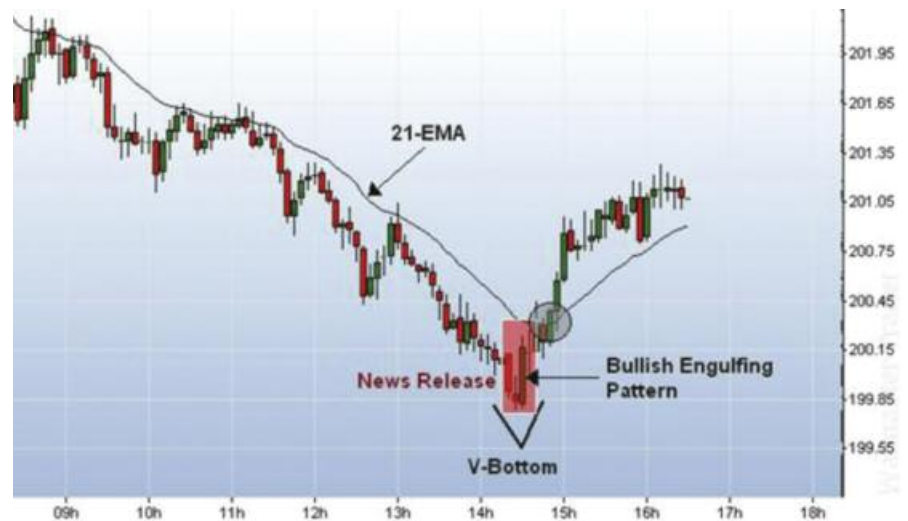 201.95
201.65
21-EMA
201.35
201.05
200.75
200.45
200.15
Bullish Engulfing
News Release
Pattern
199.85
199.55
V-Bottom
09h 10h 11h 12h 13h 14h 15h 16h 17h 18h